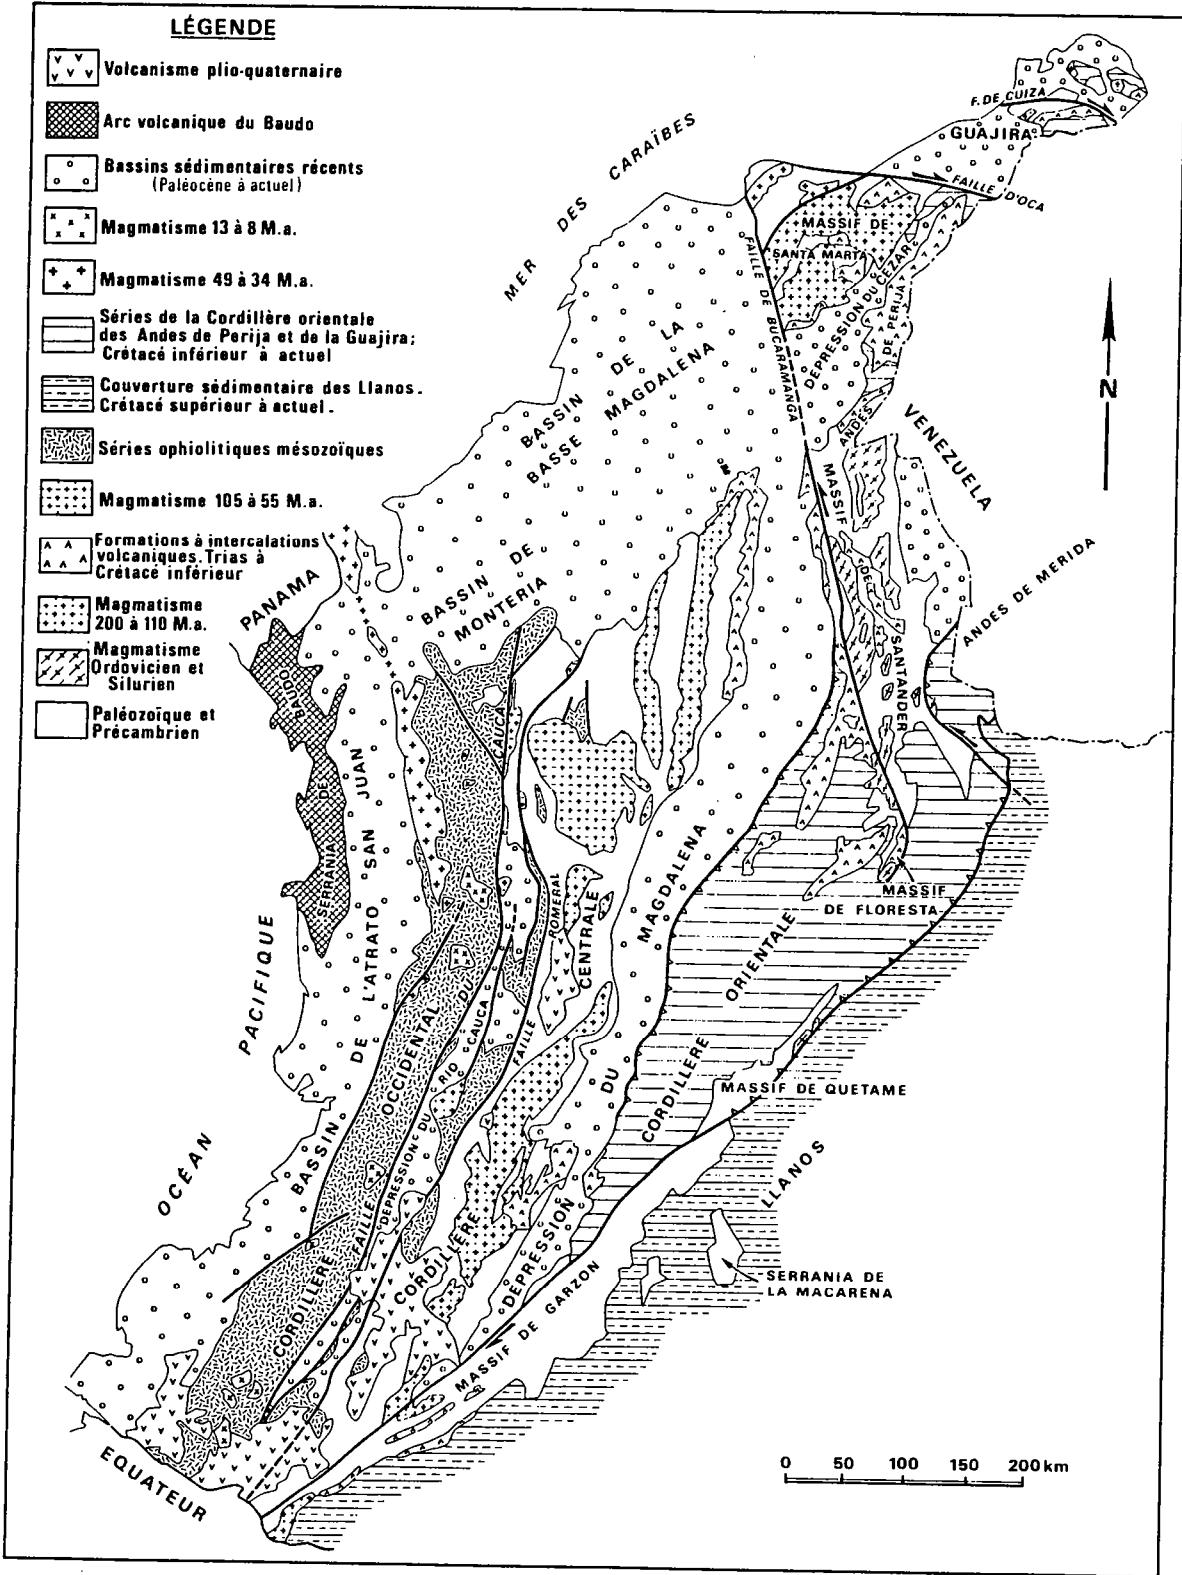 LÉGENDE
Volcanisme plio-quaternaire
Arc volcanique du Baudo
Bassins sédimentaires récents
(Paléocène à actuel)
Magmatisme 13 à 8 M.a.
Magmatisme 49 à 34 M.a.
Séries de la Cordillère orientale
des Andes de Perija et de la Guajira;
Crétacé inférieur à actuel
Couverture sédimentaire des Llanos.
Crétacé supérieur à actuel.
Séries ophiolitiques mésozoïques
Magmatisme 105 à 55 M.a.
Formations à intercalations
volcaniques. Trias à
Crétacé inférieur
Magmatisme
200 à 110 M.a.
Magmatisme
Ordovicien et
Silurien
Paléozoïque et
Précambrien
F. DE CUIZA
GUAJIRA
FAILLE D'OCA
MER DES CARAÏBES
MASSIF DE
SANTA MARTA
FAILLE DE BUCARAMANGA
DEPRESSION DU CEZAR
ANDES DE PERIJA
N
VENEZUELA
BASSIN DE LA
BASSE MAGDALENA
MASSIF DE SANTANDER
ANDES DE MERIDA
PANAMA
BASSIN DE
MONTERIA
SERRANIA DE BAUDO
BASSIN DE L'ATRATO SAN JUAN
CAUCA
ROMERAL
FAILLE
CORDILLÈRE CENTRALE
DEPRESSION DU MAGDALENA
CORDILLÈRE ORIENTALE
MASSIF
DE FLORESTA
OCÉAN PACIFIQUE
CORDILLÈRE OCCIDENTAL
FAILLE DU CAUCA
DEPRESSION DU RIO
MASSIF DE QUETAME
LLANOS
SERRANIA DE
LA MACARENA
MASSIF DE GARZON
EQUATEUR
0 50 100 150 200 km